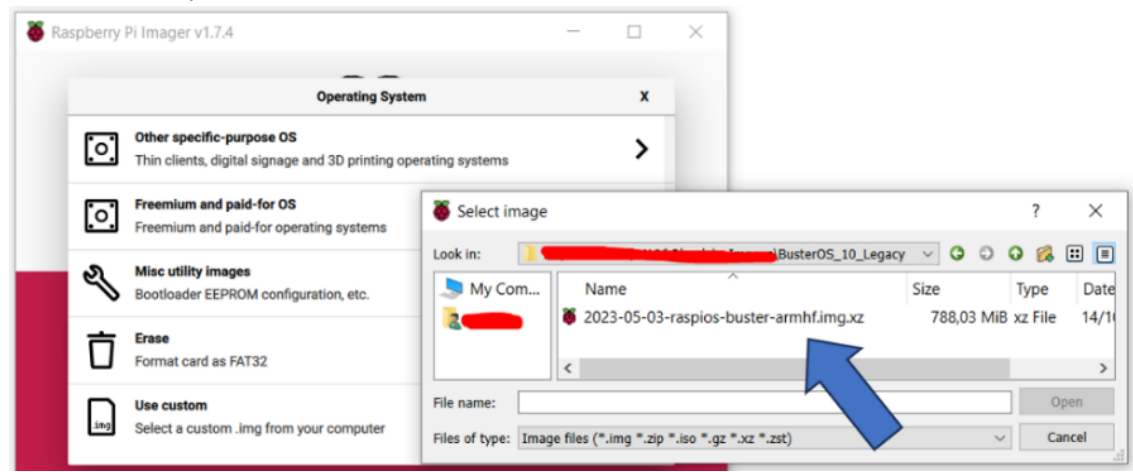 Raspberry Pi Imager v1.7.4
Operating System X
Other specific-purpose OS
Thin clients, digital signage and 3D printing operating systems
Freemium and paid-for OS
Freemium and paid-for operating systems
Misc utility images
Bootloader EEPROM configuration, etc.
Erase
Format card as FAT32
Use custom
.img
Select a custom .img from your computer
Select image
Look in: \BusterOS_10_Legacy
My Com...
Name Size Type Date
2023-05-03-raspios-buster-armhf.img.xz 788,03 MiB xz File 14/1
File name: Open
Files of type: Image files (*.img *.zip *.iso *.gz *.xz *.zst) Cancel